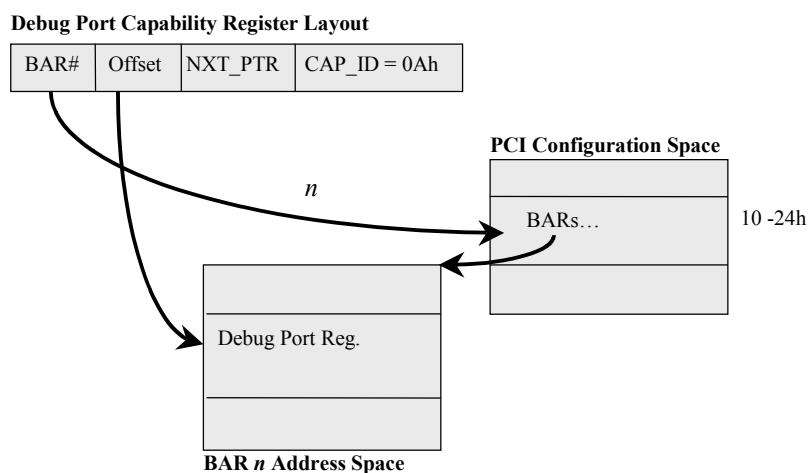 Debug Port Capability Register Layout
BAR# Offset NXT_PTR CAP_ID = 0Ah
PCI Configuration Space
n
BARs… 10 -24h
Debug Port Reg.
BAR n Address Space